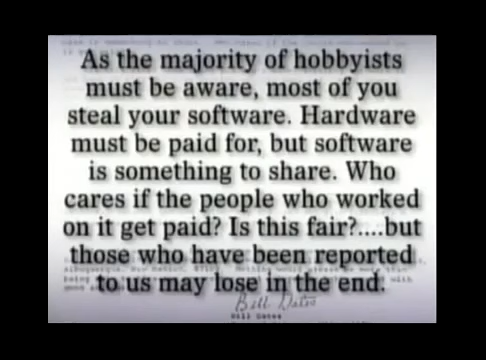 As the majority of hobbyists
must be aware, most of you
steal your software. Hardware
must be paid for, but software
is something to share. Who
cares if the people who worked
on it get paid? Is this fair?....but
those who have been reported
to us may lose in the end.
Bill Gates
Bill Gates